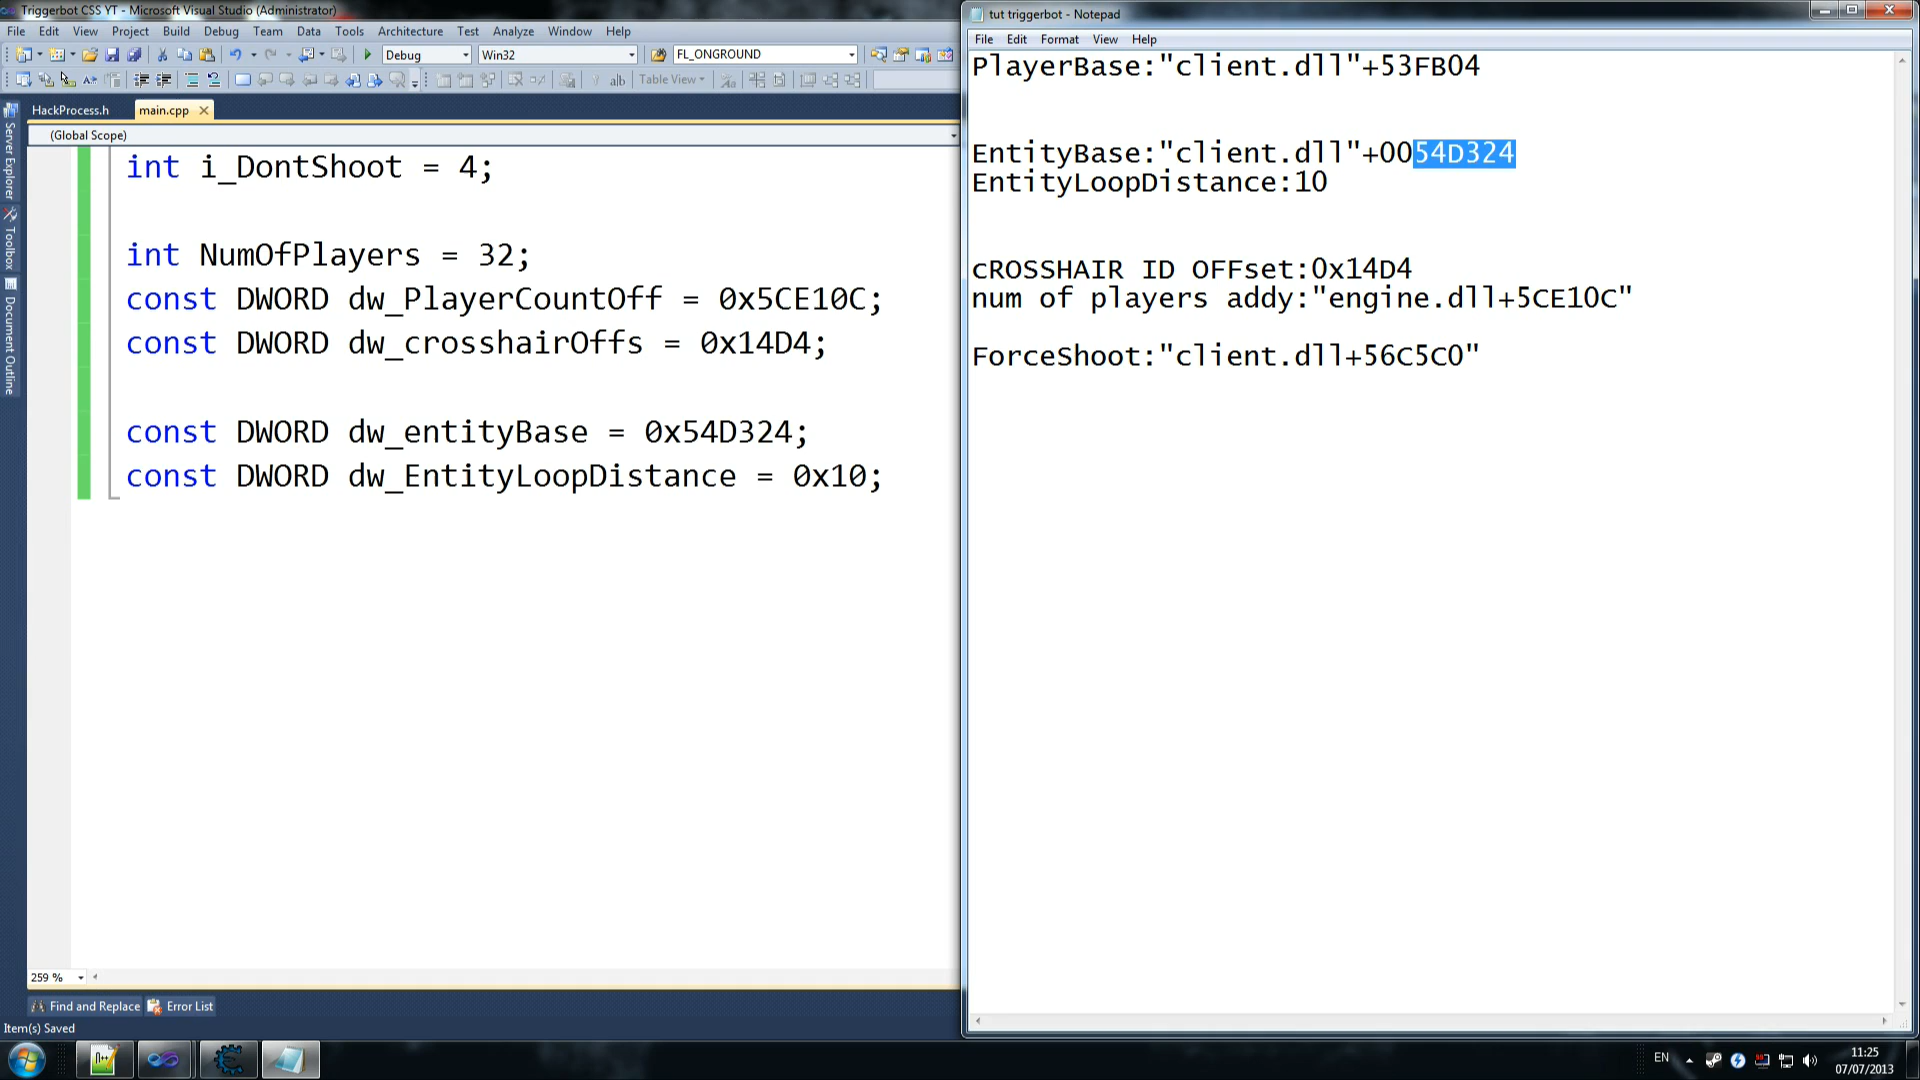 Triggerbot CSS YT - Microsoft Visual Studio (Administrator)
File Edit View Project Build Debug Team Data Tools Architecture Test Analyze Window Help
Debug Win32 FL_ONGROUND
Table View
HackProcess.h main.cpp
(Global Scope)
Server Explorer
Toolbox
Document Outline
int i_DontShoot = 4;
int NumOfPlayers = 32;
const DWORD dw_PlayerCountOff = 0x5CE10C;
const DWORD dw_crosshairOffs = 0x14D4;
const DWORD dw_entityBase = 0x54D324;
const DWORD dw_EntityLoopDistance = 0x10;
259 %
Find and Replace Error List
Item(s) Saved
tut triggerbot - Notepad
File Edit Format View Help
PlayerBase:"client.dll"+53FB04
EntityBase:"client.dll"+0054D324
EntityLoopDistance:10
cROSSHAIR ID OFFset:0x14D4
num of players addy:"engine.dll+5CE10C"
ForceShoot:"client.dll+56C5C0"
EN
11:25
07/07/2013